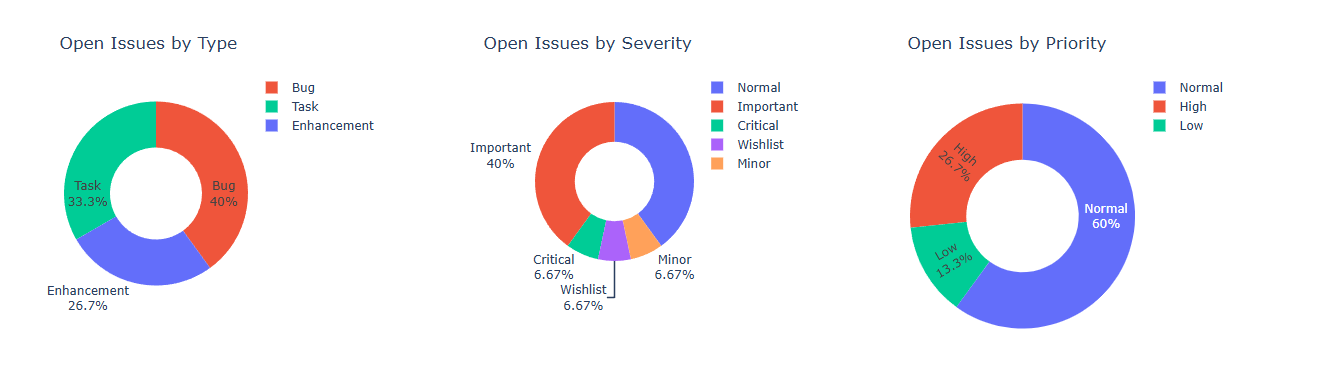 Open Issues by Type
Bug
Task
Enhancement
Task
33.3%
Bug
40%
Enhancement
26.7%
Open Issues by Severity
Normal
Important
Critical
Wishlist
Minor
Important
40%
Critical
6.67%
Wishlist
6.67%
Minor
6.67%
Open Issues by Priority
Normal
High
Low
High
26.7%
Normal
60%
Low
13.3%